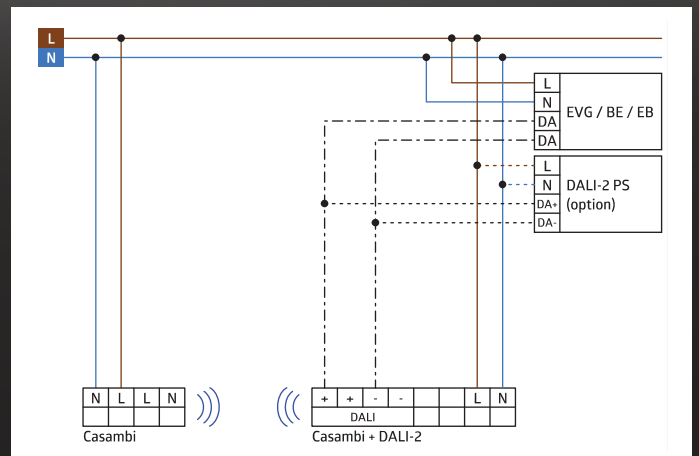 L
N
L
N
EVG / BE / EB
DA
DA
L
N
DALI-2 PS
DA+
(option)
DA-
N L L N
+ + - - L N
DALI
Casambi
Casambi + DALI-2